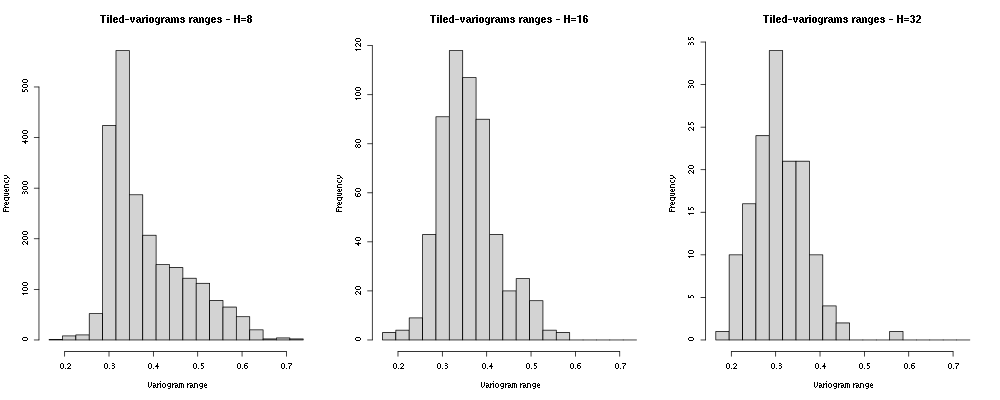 Tiled-variograms ranges - H=8
Frequency
0
100
200
300
400
500
0.2 0.3 0.4 0.5 0.6 0.7
Variogram range
Tiled-variograms ranges - H=16
Frequency
0
20
40
60
80
100
120
0.2 0.3 0.4 0.5 0.6 0.7
Variogram range
Tiled-variograms ranges - H=32
Frequency
0
5
10
15
20
25
30
35
0.2 0.3 0.4 0.5 0.6 0.7
Variogram range